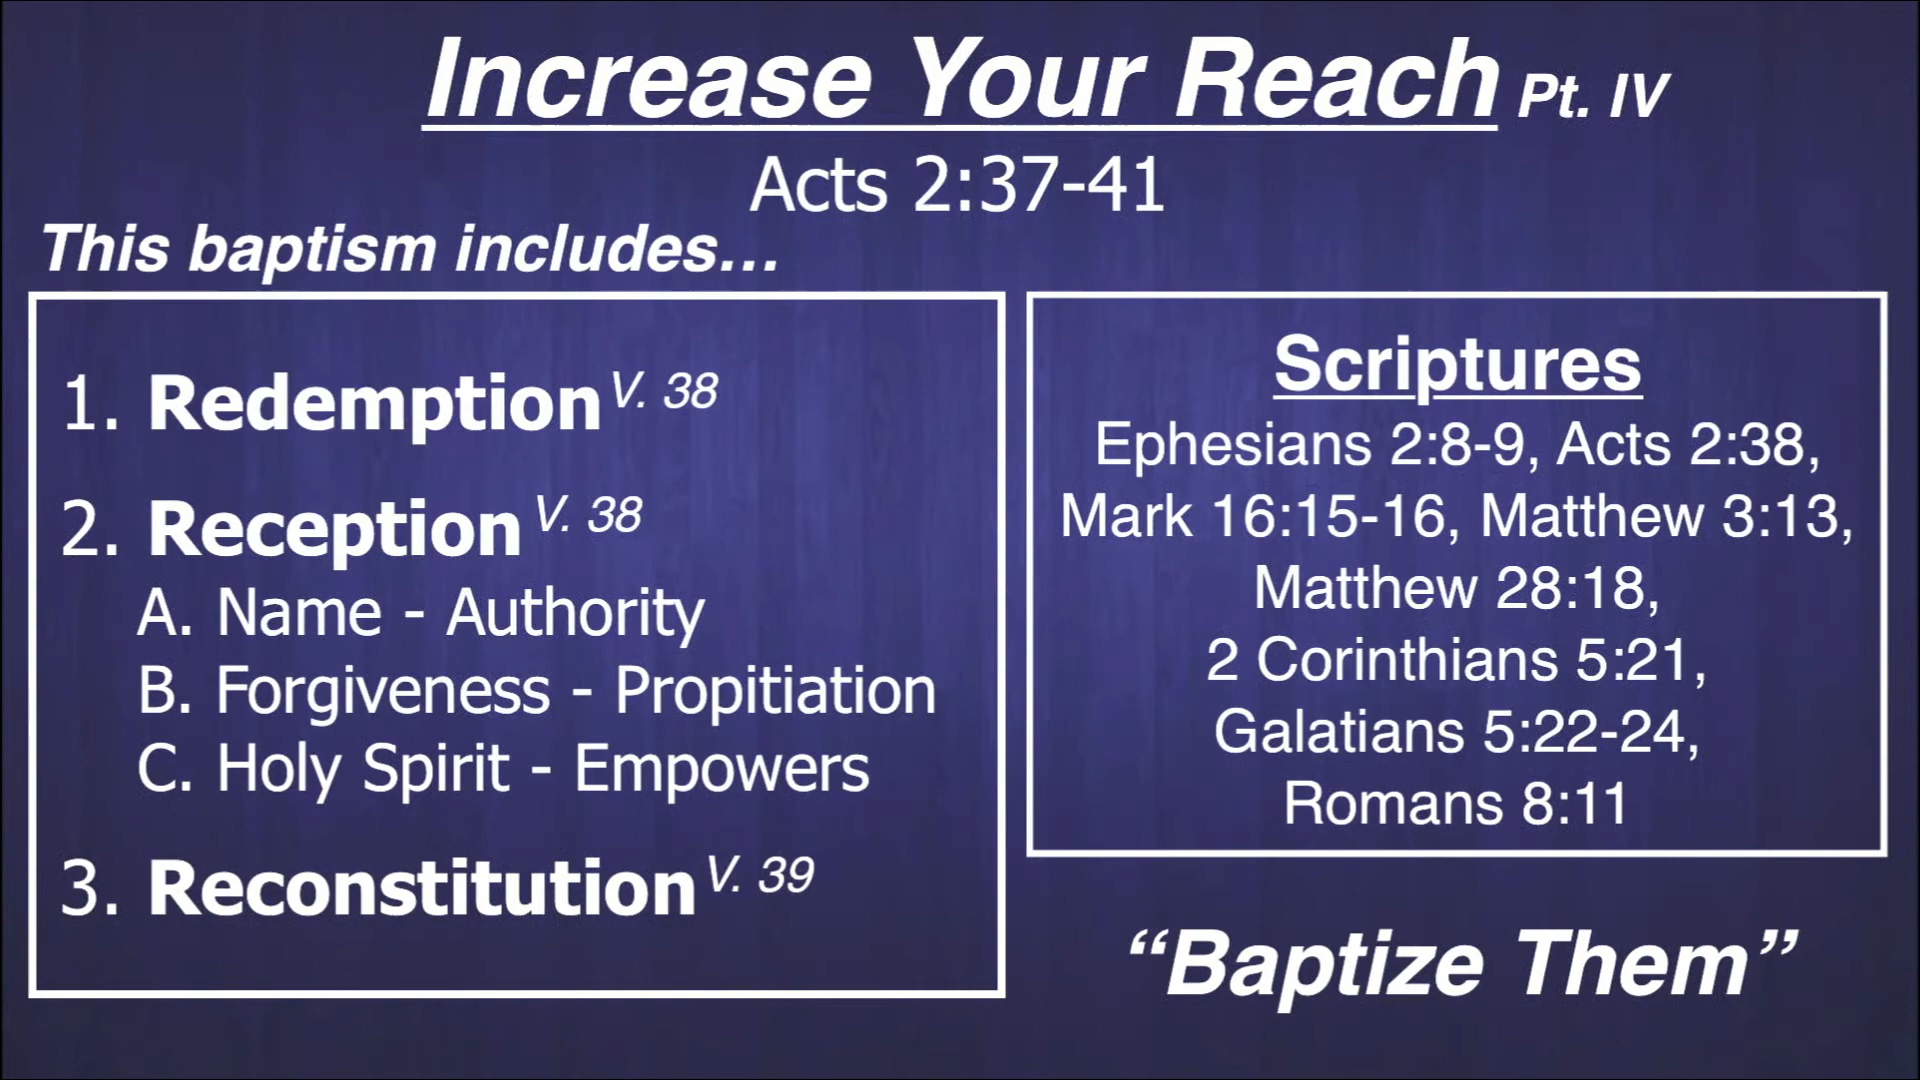 Increase Your Reach Pt. IV
Acts 2:37-41
This baptism includes...
1. Redemption V. 38
2. Reception V. 38
A. Name - Authority
B. Forgiveness - Propitiation
C. Holy Spirit - Empowers
3. Reconstitution V. 39
Scriptures
Ephesians 2:8-9, Acts 2:38,
Mark 16:15-16, Matthew 3:13,
Matthew 28:18,
2 Corinthians 5:21,
Galatians 5:22-24,
Romans 8:11
“Baptize Them”